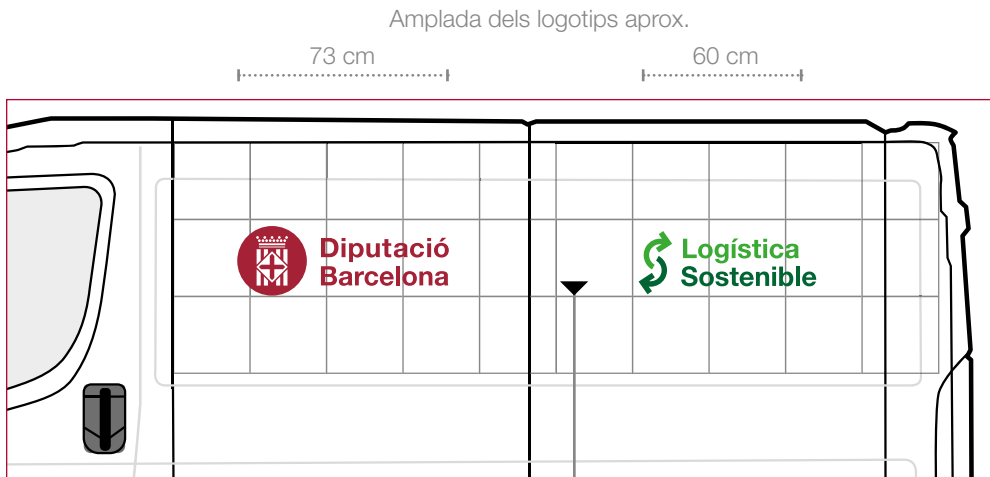 Amplada dels logotips aprox.
73 cm
60 cm
Diputació
Barcelona
Logística
Sostenible